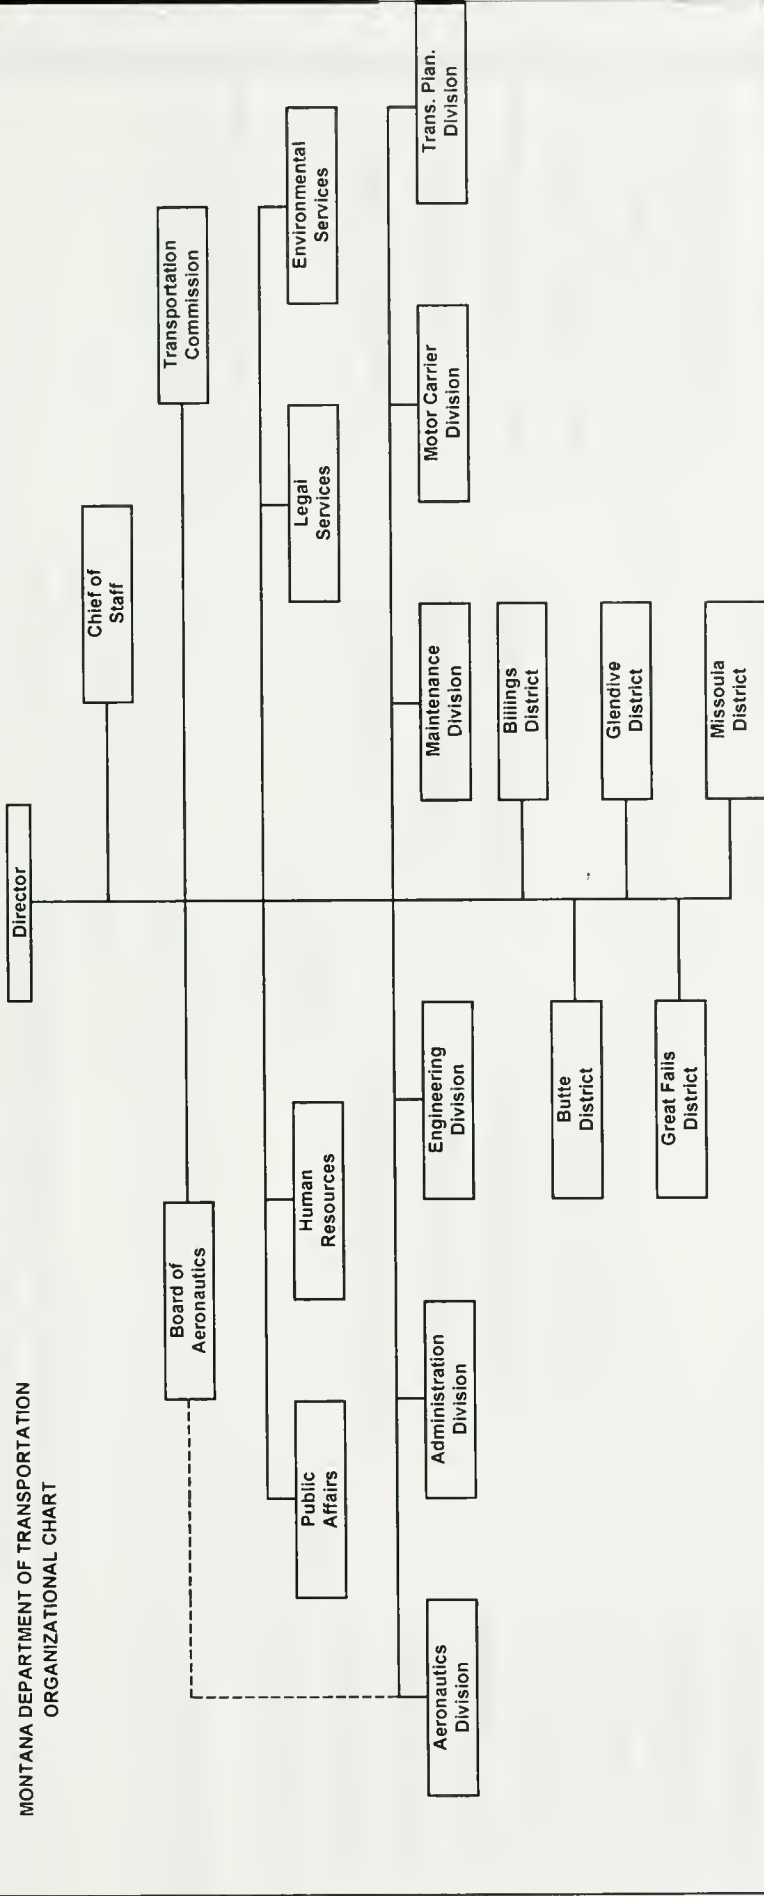 MONTANA DEPARTMENT OF TRANSPORTATION
ORGANIZATIONAL CHART
Director
Chief of
Staff
Board of
Aeronautics
Transportation
Commission
Public
Affairs
Human
Resources
Legal
Services
Environmental
Services
Aeronautics
Division
Administration
Division
Engineering
Division
Maintenance
Division
Motor Carrier
Division
Trans. Plan.
Division
Billings
District
Butte
District
Glendive
District
Great Falls
District
Missoula
District